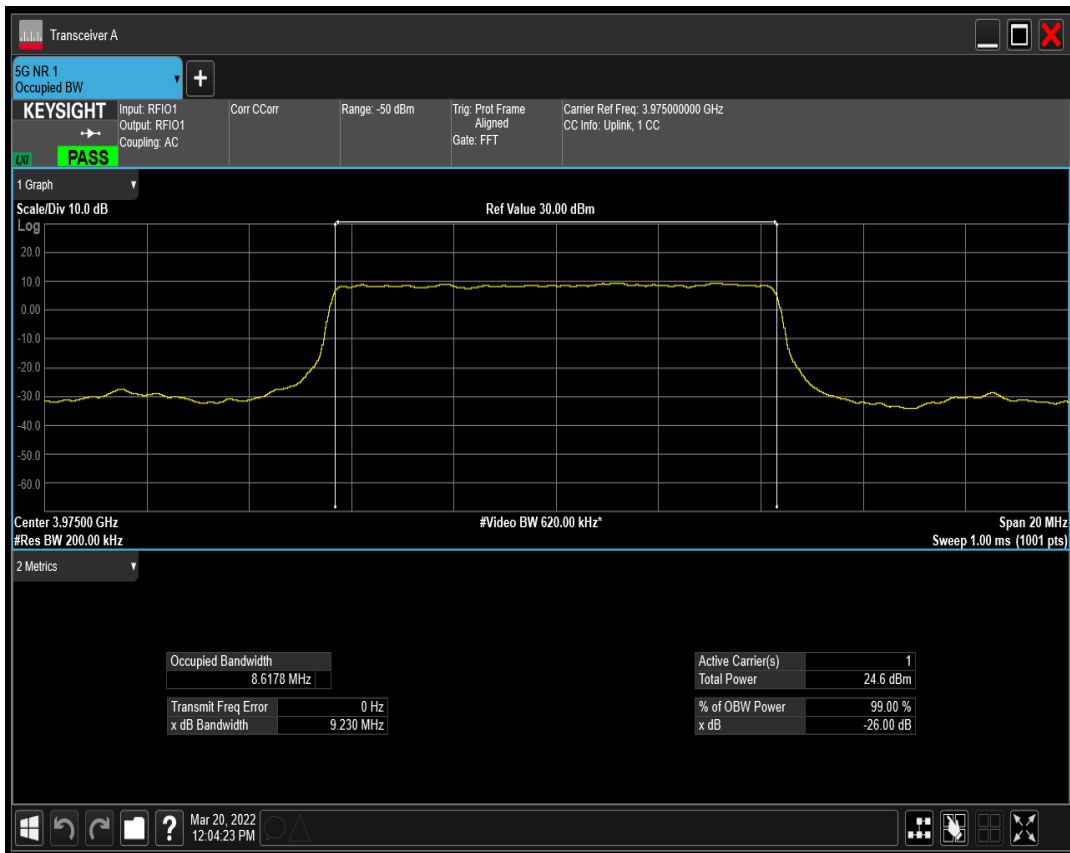 Transceiver A
5G NR 1
Occupied BW
+
KEYSIGHT
LXI
PASS
Input: RFIO1
Output: RFIO1
Coupling: AC
Corr CCorr
Range: -50 dBm
Trig: Prot Frame
Aligned
Gate: FFT
Carrier Ref Freq: 3.975000000 GHz
CC Info: Uplink, 1 CC
1 Graph
Scale/Div 10.0 dB
Ref Value 30.00 dBm
Log
20.0
10.0
0.00
-10.0
-20.0
-30.0
-40.0
-50.0
-60.0
Center 3.97500 GHz
#Video BW 620.00 kHz*
Span 20 MHz
#Res BW 200.00 kHz
Sweep 1.00 ms (1001 pts)
2 Metrics
Occupied Bandwidth
8.6178 MHz
Transmit Freq Error 0 Hz
x dB Bandwidth 9.230 MHz
Active Carrier(s) 1
Total Power 24.6 dBm
% of OBW Power 99.00 %
x dB -26.00 dB
?
Mar 20, 2022
12:04:23 PM